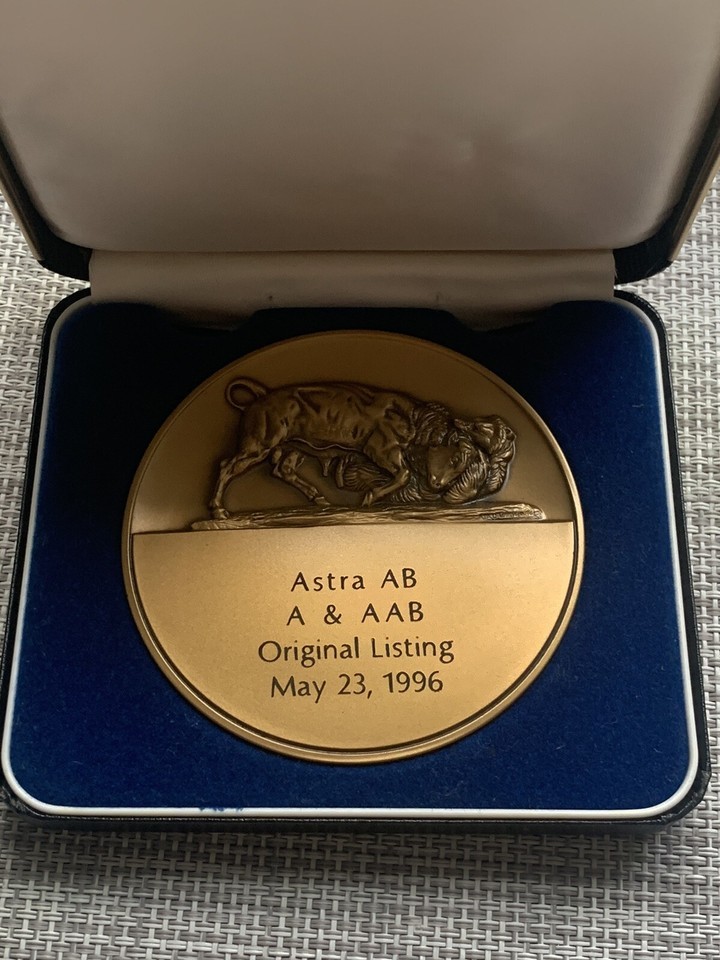 Astra AB
A & AAB
Original Listing
May 23, 1996